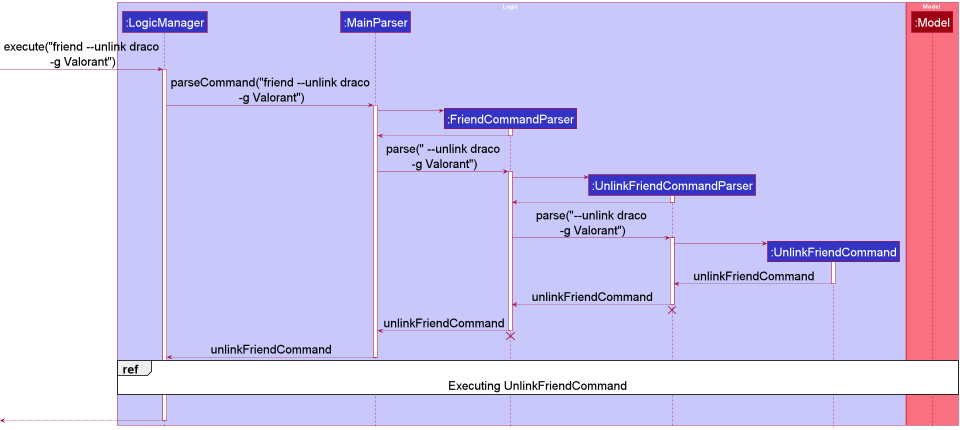 Logic
Model
:LogicManager
:MainParser
:Model
execute("friend --unlink draco
-g Valorant")
parseCommand("friend --unlink draco
-g Valorant")
:FriendCommandParser
parse(" --unlink draco
-g Valorant")
:UnlinkFriendCommandParser
parse("--unlink draco
-g Valorant")
:UnlinkFriendCommand
unlinkFriendCommand
unlinkFriendCommand
unlinkFriendCommand
unlinkFriendCommand
ref
Executing UnlinkFriendCommand